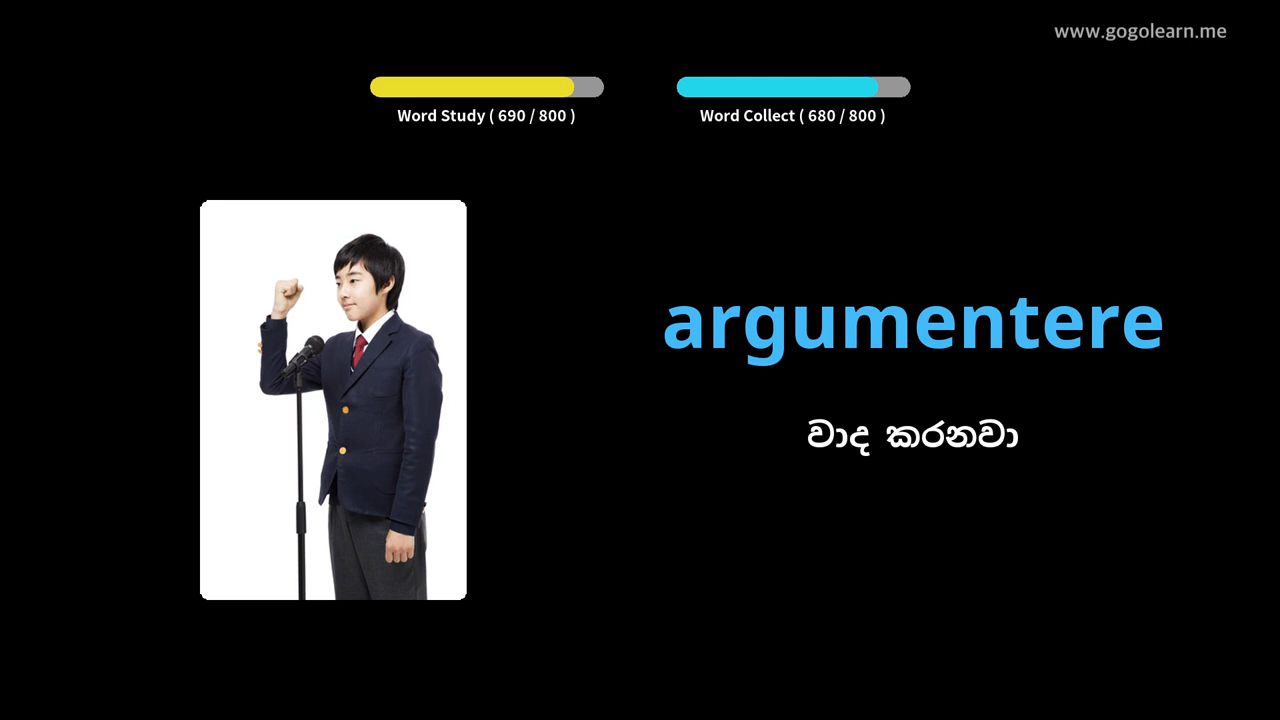 www.gogolearn.me
Word Study ( 690 / 800 )
Word Collect ( 680 / 800 )
argumentere
වාද කරනවා